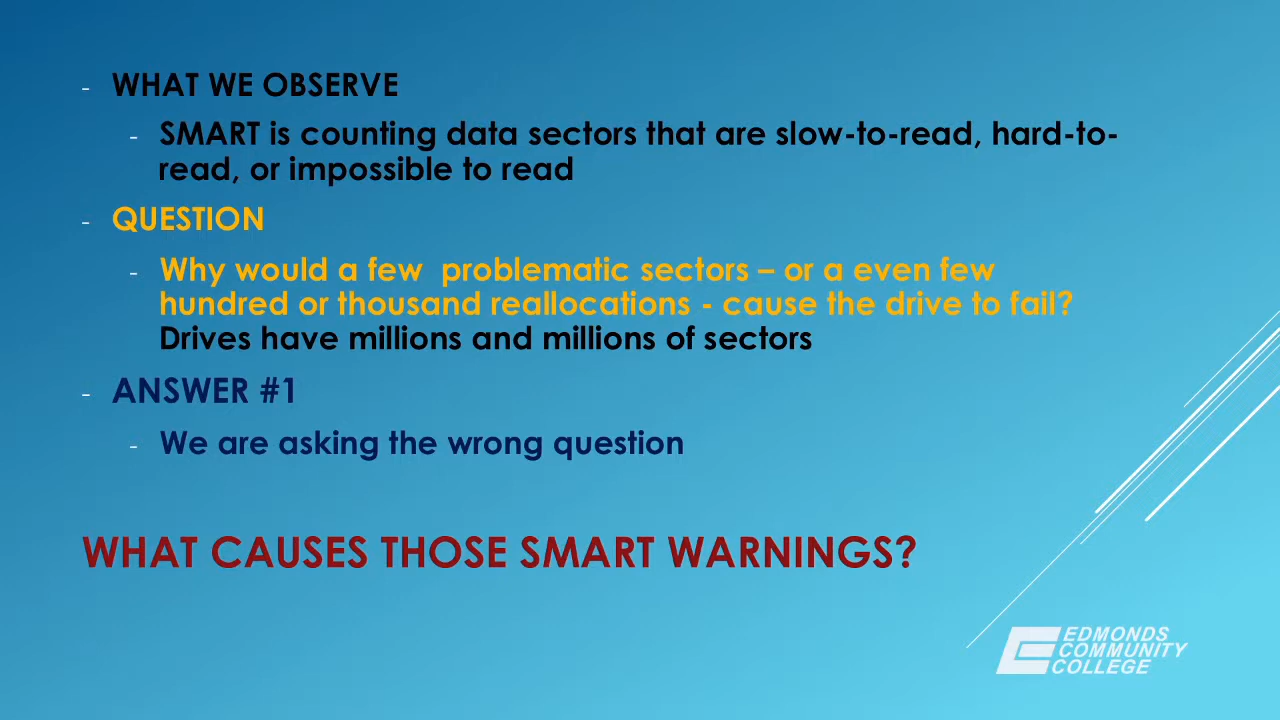 - WHAT WE OBSERVE
- SMART is counting data sectors that are slow-to-read, hard-to-
read, or impossible to read
- QUESTION
- Why would a few  problematic sectors – or a even few
hundred or thousand reallocations - cause the drive to fail?
Drives have millions and millions of sectors
- ANSWER #1
- We are asking the wrong question
WHAT CAUSES THOSE SMART WARNINGS?
EDMONDS
COMMUNITY
COLLEGE